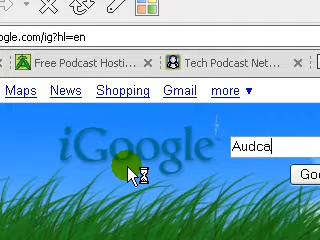 ogle.com/ig?hl=en
Free Podcast Hosti... Tech Podcast Net...
Maps News Shopping Gmail more ▼
iGoogle
Audca
Goo